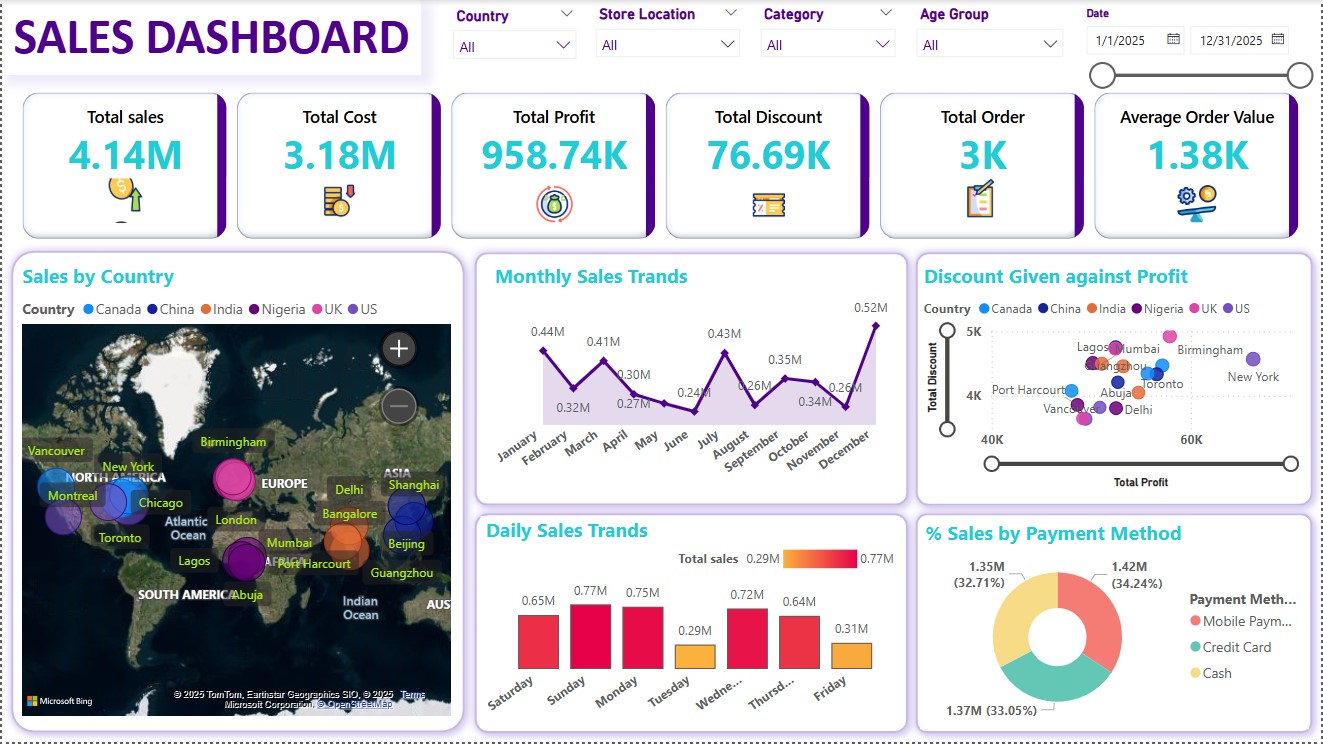 SALES DASHBOARD
Country
All
Store Location
All
Category
All
Age Group
All
Date
1/1/2025
12/31/2025
Total sales
4.14M
Total Cost
3.18M
Total Profit
958.74K
Total Discount
76.69K
Total Order
3K
Average Order Value
1.38K
Sales by Country
Country Canada China India Nigeria UK US
Vancouver
New York
NORTH AMERICA
Montreal
Chicago
Toronto
Atlantic
Ocean
Birmingham
EUROPE
London
Lagos
Mumbai
Port Harcourt
Abuja
SOUTH AMERICA
Delhi
Bangalore
ASIA
Shanghai
Beijing
Guangzhou
Indian
Ocean
AUS
Microsoft Bing
© 2025 TomTom, Earthstar Geographics SIO, © 2025 Terms
Microsoft Corporation, © OpenStreetMap
Monthly Sales Trands
0.44M
0.32M
0.41M
0.30M
0.27M
0.24M
0.43M
0.26M
0.35M
0.34M
0.26M
0.52M
January
February
March
April
May
June
July
August
September
October
November
December
Discount Given against Profit
Country Canada China India Nigeria UK US
Total Discount
5K
4K
Lagos
Mumbai
Birmingham
Guangzhou
New York
Port Harcourt
Toronto
Abuja
Vancouver
Delhi
40K
60K
Total Profit
Daily Sales Trands
Total sales 0.29M 0.77M
0.65M
0.77M
0.75M
0.29M
0.72M
0.64M
0.31M
Saturday
Sunday
Monday
Tuesday
Wedne...
Thursd...
Friday
% Sales by Payment Method
1.35M
(32.71%)
1.42M
(34.24%)
1.37M (33.05%)
Payment Meth...
Mobile Paym...
Credit Card
Cash